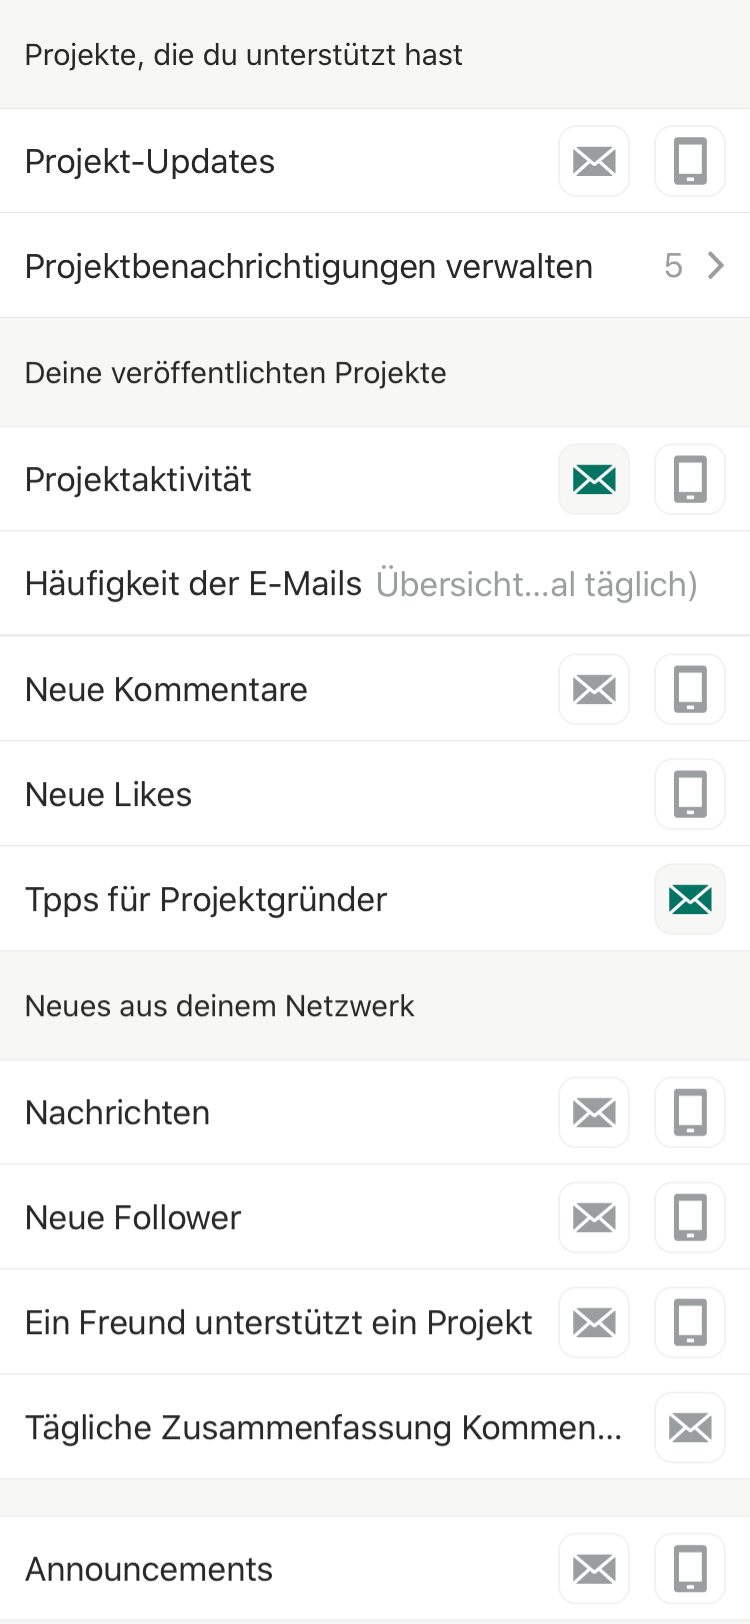 Projekte, die du unterstützt hast
Projekt-Updates
Projektbenachrichtigungen verwalten 5
Deine veröffentlichten Projekte
Projektaktivität
Häufigkeit der E-Mails Übersicht...al täglich)
Neue Kommentare
Neue Likes
Tpps für Projektgründer
Neues aus deinem Netzwerk
Nachrichten
Neue Follower
Ein Freund unterstützt ein Projekt
Tägliche Zusammenfassung Kommen...
Announcements